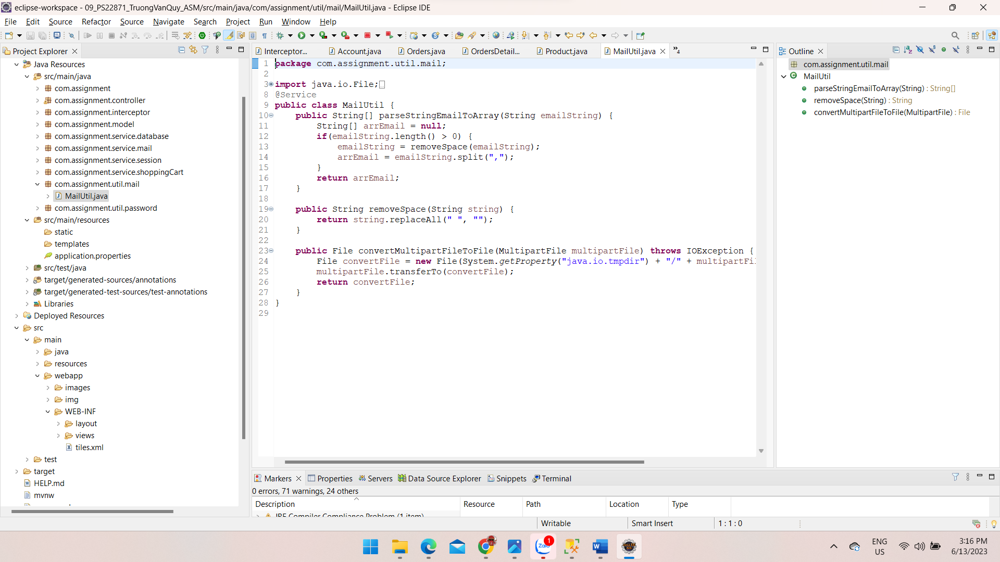 eclipse-workspace - 09_PS22871_TruongVanQuy_ASM/src/main/java/com/assignment/util/mail/MailUtil.java - Eclipse IDE
File Edit Source Refactor Source Navigate Search Project Run Window Help
Project Explorer
Java Resources
src/main/java
com.assignment
com.assignment.controller
com.assignment.interceptor
com.assignment.model
com.assignment.service.database
com.assignment.service.mail
com.assignment.service.session
com.assignment.service.shoppingCart
com.assignment.util.mail
MailUtil.java
com.assignment.util.password
src/main/resources
static
templates
application.properties
src/test/java
target/generated-sources/annotations
target/generated-test-sources/test-annotations
Libraries
Deployed Resources
src
main
java
resources
webapp
images
img
WEB-INF
layout
views
tiles.xml
test
target
HELP.md
mvnw
Interceptor... Account.java Orders.java OrdersDetail... Product.java MailUtil.java »4
1 package com.assignment.util.mail;
2
3 import java.io.File;
8 @Service
9 public class MailUtil {
10 public String[] parseStringEmailToArray(String emailString) {
11 String[] arrEmail = null;
12 if(emailString.length() > 0) {
13 emailString = removeSpace(emailString);
14 arrEmail = emailString.split(",");
15 }
16 return arrEmail;
17 }
18
19 public String removeSpace(String string) {
20 return string.replaceAll(" ", "");
21 }
22
23 public File convertMultipartFileToFile(MultipartFile multipartFile) throws IOException {
24 File convertFile = new File(System.getProperty("java.io.tmpdir") + "/" + multipartFil
25 multipartFile.transferTo(convertFile);
26 return convertFile;
27 }
28 }
29
Outline
com.assignment.util.mail
MailUtil
parseStringEmailToArray(String) : String[]
removeSpace(String) : String
convertMultipartFileToFile(MultipartFile) : File
Markers Properties Servers Data Source Explorer Snippets Terminal
0 errors, 71 warnings, 24 others
Description Resource Path Location Type
JRE Compiler Compliance Problem (1 item)
Writable Smart Insert 1 : 1 : 0
Zalo 1
ENG
US
3:16 PM
6/13/2023